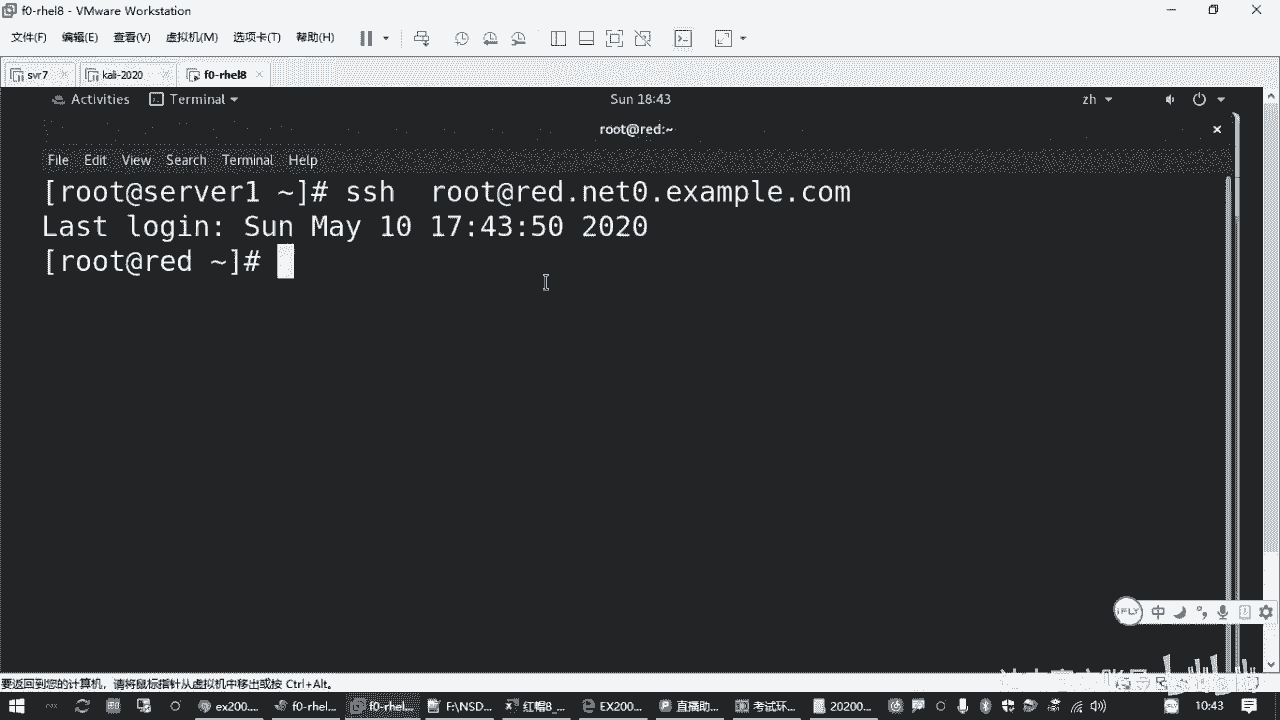 f0-rhel8 - VMware Workstation
文件(F) 编辑(E) 查看(V) 虚拟机(M) 选项卡(T) 帮助(H)
svr7 kali-2020 f0-rhel8
Activities Terminal Sun 18:43 zh
root@red:~
File Edit View Search Terminal Help
[root@server1 ~]# ssh root@red.net0.example.com
Last login: Sun May 10 17:43:50 2020
[root@red ~]#
iFLY 中
要返回到您的计算机，请将鼠标指针从虚拟机中移出或按 Ctrl+Alt。
ex200... f0-rhel... f0-rhel... F:\NSD... 红帽8_... EX200... 直播助... 考试环... 20200... 10:43